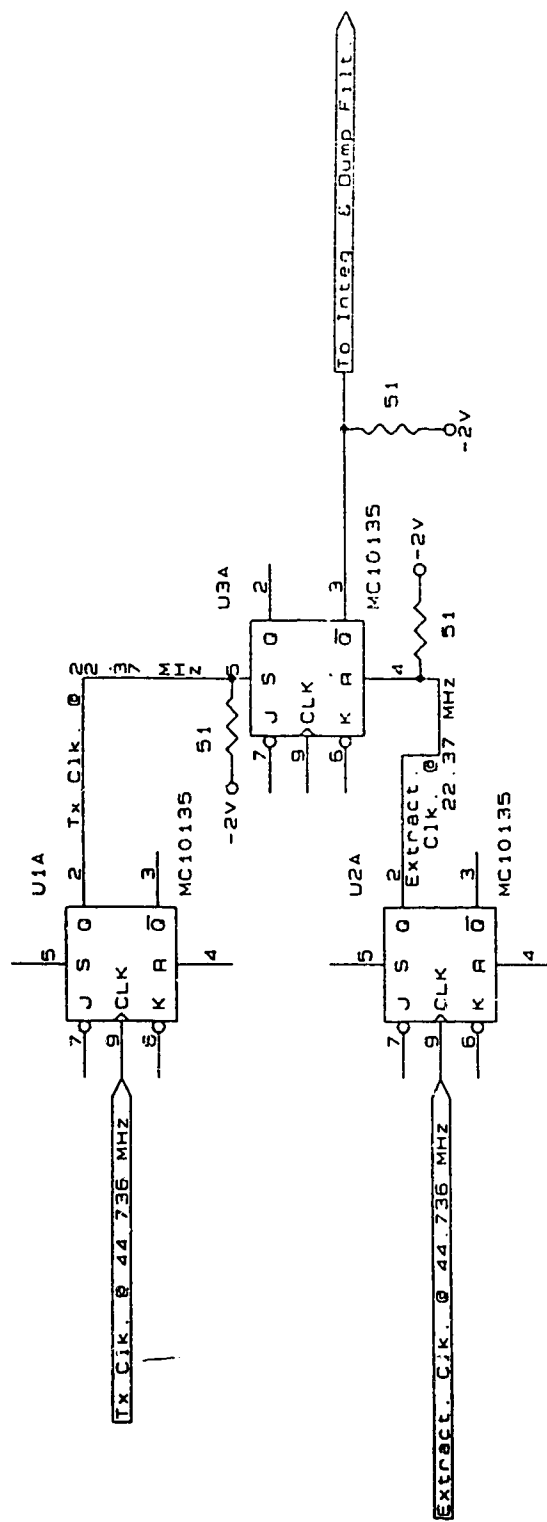 Tx Clk. @ 44.736 MHz
U1A
5
7
J
S
Q
2
9
CLK
6
K
R
Q
3
4
MC10135
Tx Clk. @
22.37
MHz
-2V
51
U3A
5
7
J
S
Q
2
9
CLK
6
K
R
Q
3
4
MC10135
51
-2V
To Integ & Dump Filt.
51
-2V
Extract. Clk. @ 44.736 MHz
U2A
5
7
J
S
Q
2
9
CLK
6
K
R
Q
3
4
MC10135
Extract.
Clk. @
22.37 MHz